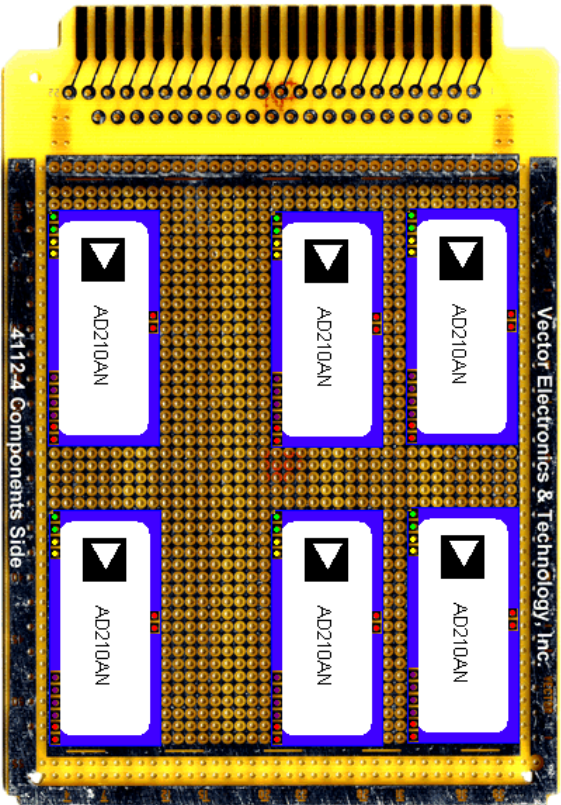 AD210AN
AD210AN
AD210AN
AD210AN
AD210AN
AD210AN
4112-4 Components Side
Vector Electronics & Technology, Inc.